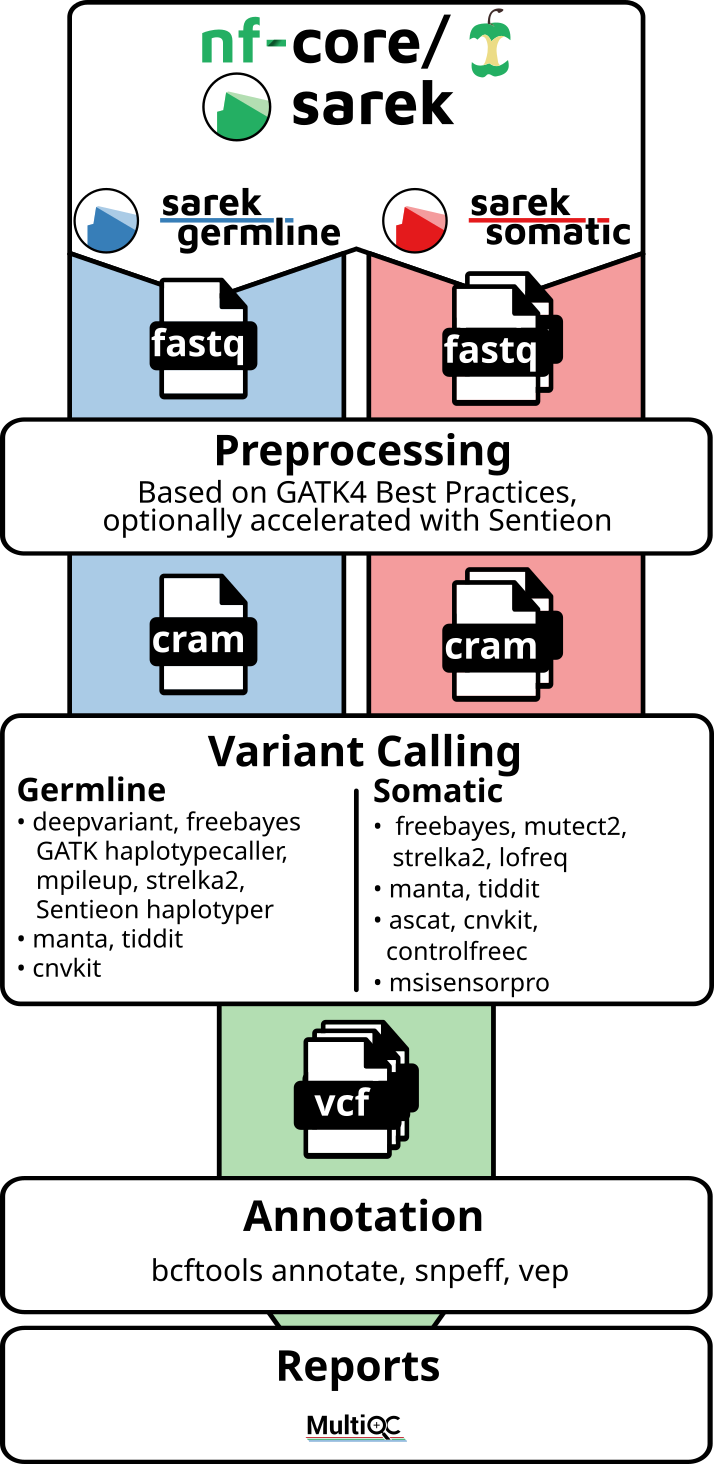 nf-core/
sarek
sarek
germline
sarek
somatic
fastq
fastq
Preprocessing
Based on GATK4 Best Practices,
optionally accelerated with Sentieon
cram
cram
Variant Calling
Germline
• deepvariant, freebayes
GATK haplotypecaller,
mpileup, strelka2,
Sentieon haplotyper
• manta, tiddit
• cnvkit
Somatic
• freebayes, mutect2,
strelka2, lofreq
• manta, tiddit
• ascat, cnvkit,
controlfreec
• msisensorpro
vcf
Annotation
bcftools annotate, snpeff, vep
Reports
MultiQC